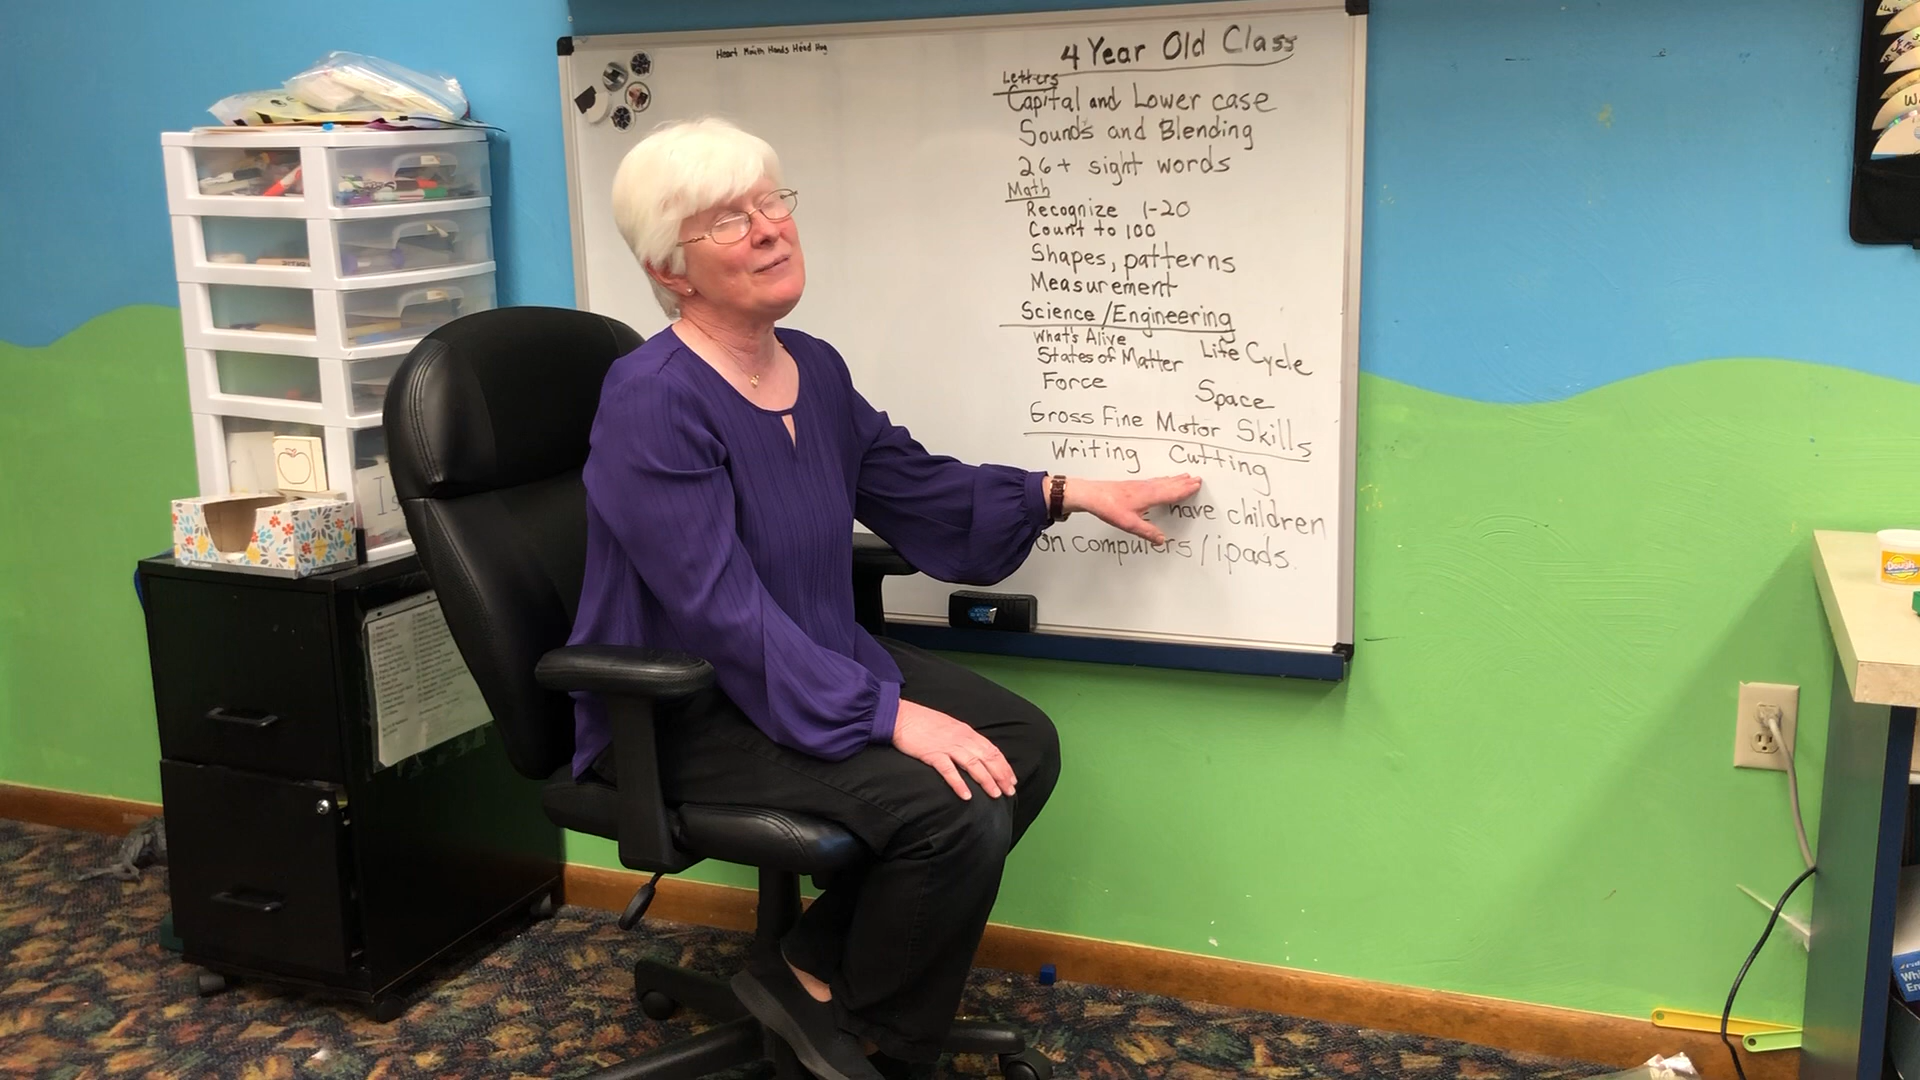 Heart Mouth Hands Head Hug
4 Year Old Class
Letters
Capital and Lower case
Sounds and Blending
26+ sight words
Math
Recognize 1-20
Count to 100
Shapes, patterns
Measurement
Science/Engineering
What's Alive
Life Cycle
States of Matter
Force
Space
Gross Fine Motor Skills
Writing Cutting
have children
on computers/ipads.
Dough